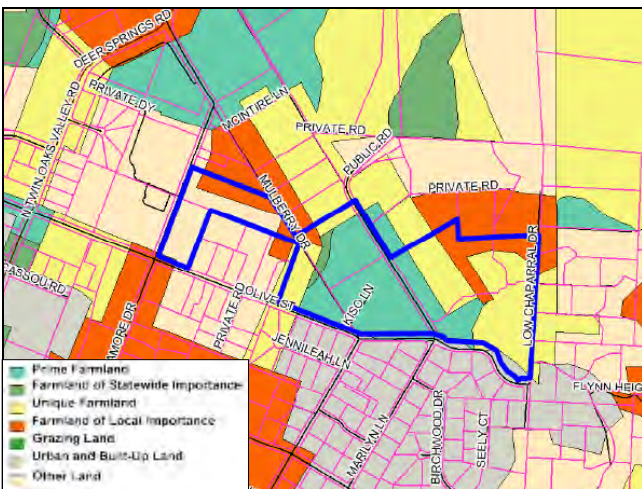 DEER SPRINGS RD
N TWIN OAKS VALLEY RD
PRIVATE DY
MCINTIRE LN
PRIVATE RD
PUBLIC RD
PRIVATE RD
MULBERRY DR
LOW CHAPARRAL DR
CASSOU RD
OLIVE ST
PRIVATE RD
KISO LN
JENNILEAH LN
AMORE DR
MARILYN LN
BIRCHWOOD DR
SEELY CT
FLYNN HEIG
Prime Farmland
Farmland of Statewide Importance
Unique Farmland
Farmland of Local Importance
Grazing Land
Urban and Built-Up Land
Other Land